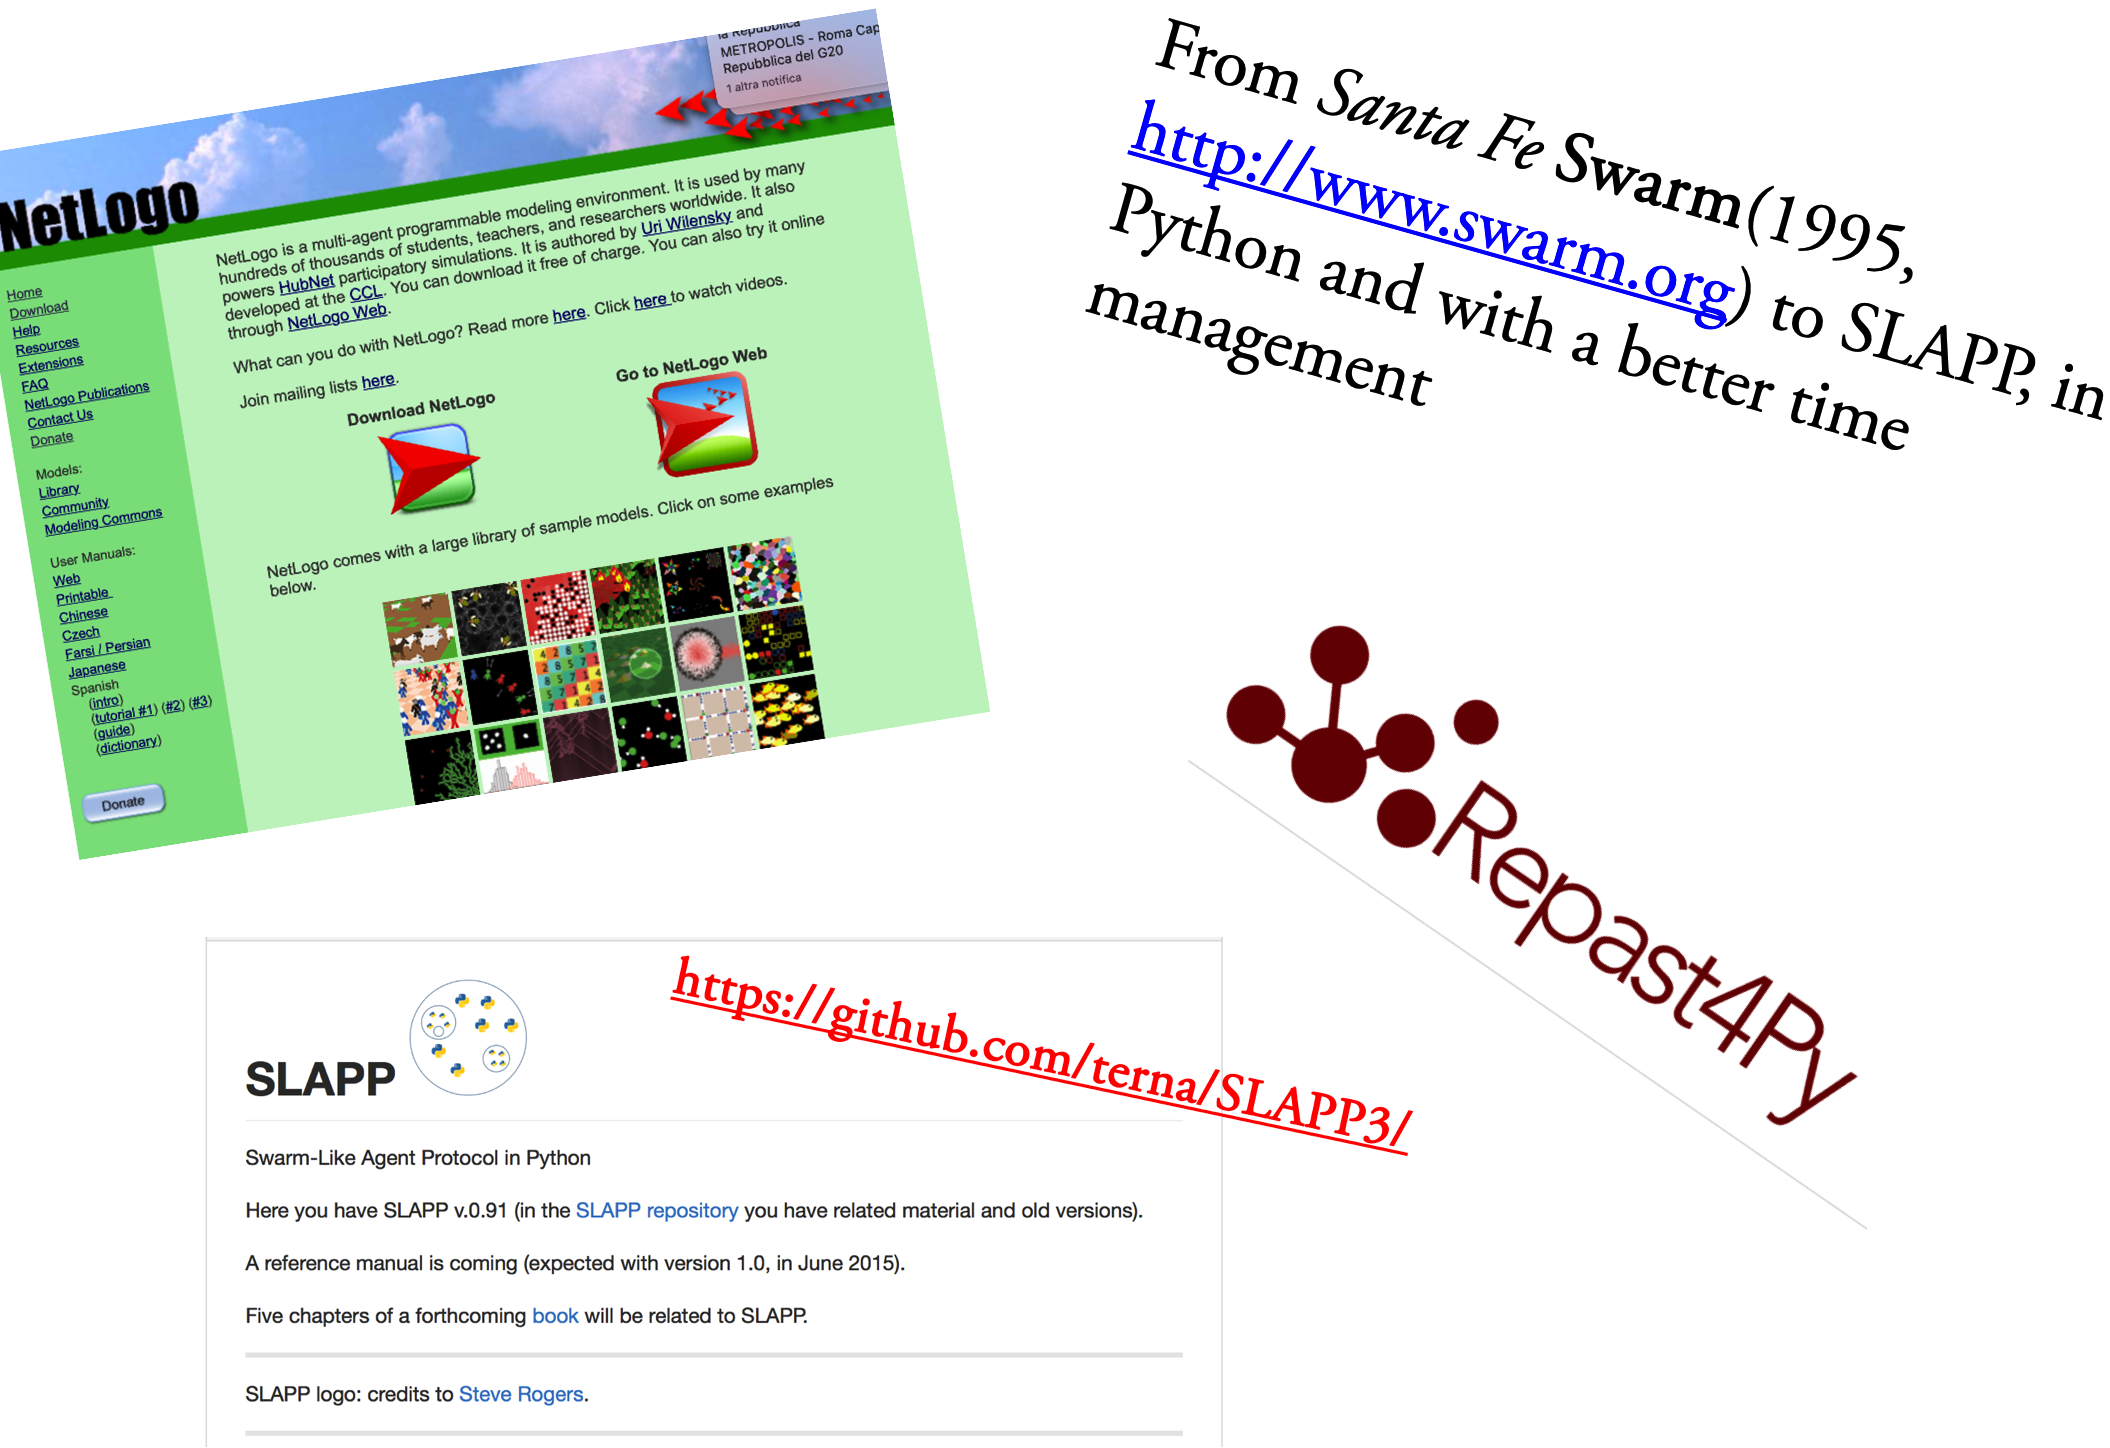 la Repubblica
METROPOLIS - Roma Cap
Repubblica del G20
1 altra notifica
NetLogo
Home
Download
Help
Resources
Extensions
FAQ
NetLogo Publications
Contact Us
Donate
Models:
Library
Community
Modeling Commons
User Manuals:
Web
Printable
Chinese
Czech
Farsi / Persian
Japanese
Spanish
(intro)
(tutorial #1) (#2) (#3)
(guide)
(dictionary)
Donate
NetLogo is a multi-agent programmable modeling environment. It is used by many
hundreds of thousands of students, teachers, and researchers worldwide. It also
powers HubNet participatory simulations. It is authored by Uri Wilensky and
developed at the CCL. You can download it free of charge. You can also try it online
through NetLogo Web.
What can you do with NetLogo? Read more here. Click here to watch videos.
Join mailing lists here.
Download NetLogo
Go to NetLogo Web
NetLogo comes with a large library of sample models. Click on some examples
below.
From Santa Fe Swarm(1995,
http://www.swarm.org) to SLAPP, in
Python and with a better time
management
Repast4Py
https://github.com/terna/SLAPP3/
SLAPP
Swarm-Like Agent Protocol in Python
Here you have SLAPP v.0.91 (in the SLAPP repository you have related material and old versions).
A reference manual is coming (expected with version 1.0, in June 2015).
Five chapters of a forthcoming book will be related to SLAPP.
SLAPP logo: credits to Steve Rogers.